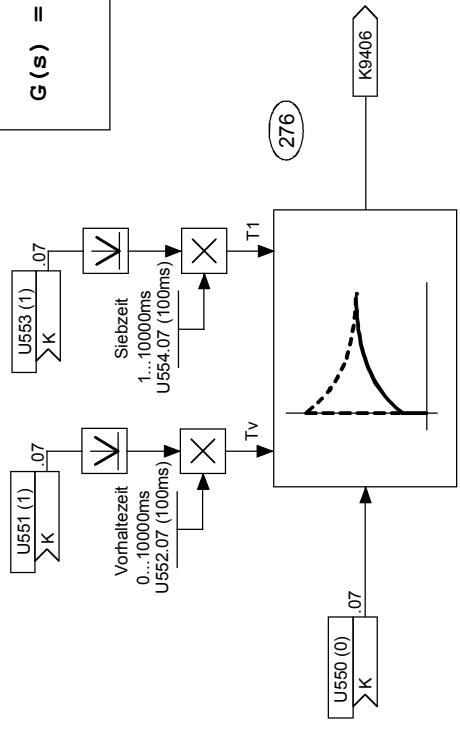 U553 (1)
K
.07
U551 (1)
K
.07
Siebzeit
1...10000ms
U554.07 (100ms)
Vorhaltezeit
0...10000ms
U552.07 (100ms)
T1
Tv
276
U550 (0)
K
.07
K9406
G(s) =